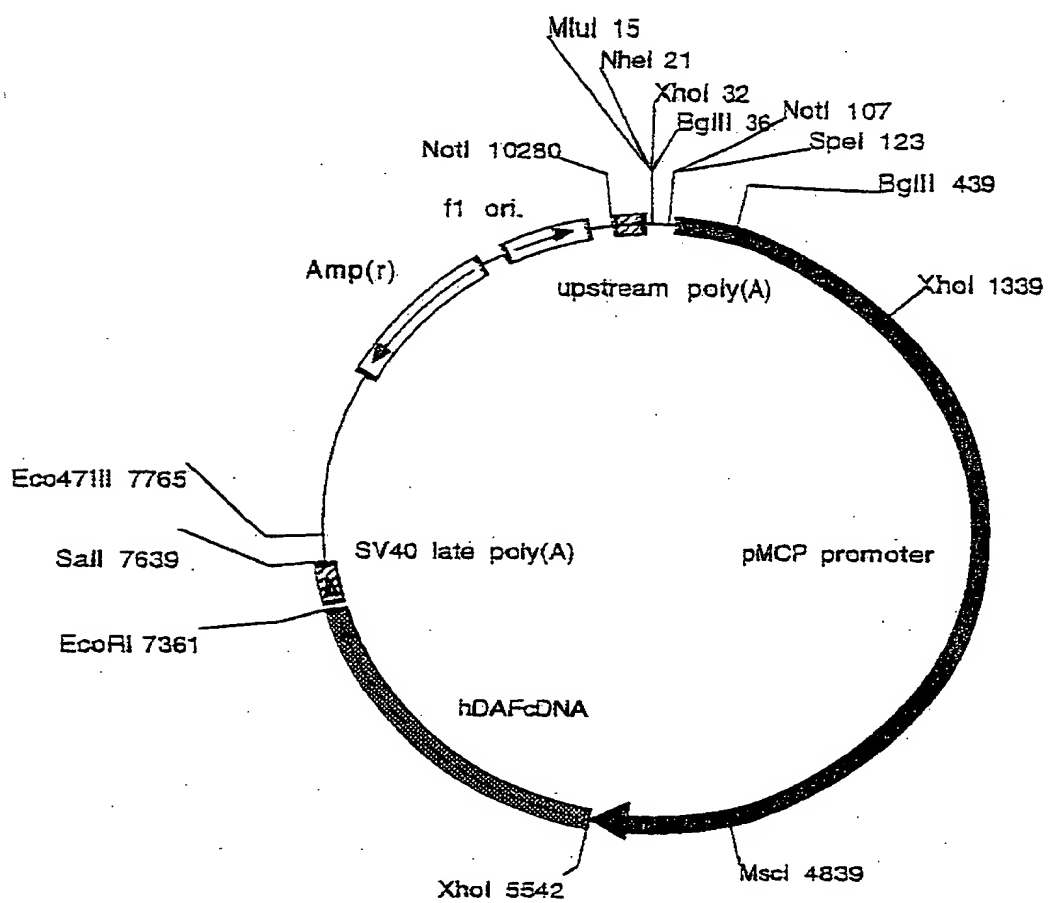 MluI 15
NheI 21
XhoI 32
BglII 36
NotI 107
SpeI 123
BglII 439
NotI 10280
f1 ori.
Amp(r)
upstream poly(A)
XhoI 1339
Eco47III 7765
SalI 7639
SV40 late poly(A)
pMCP promoter
EcoRI 7361
hDAFcDNA
MscI 4839
XhoI 5542